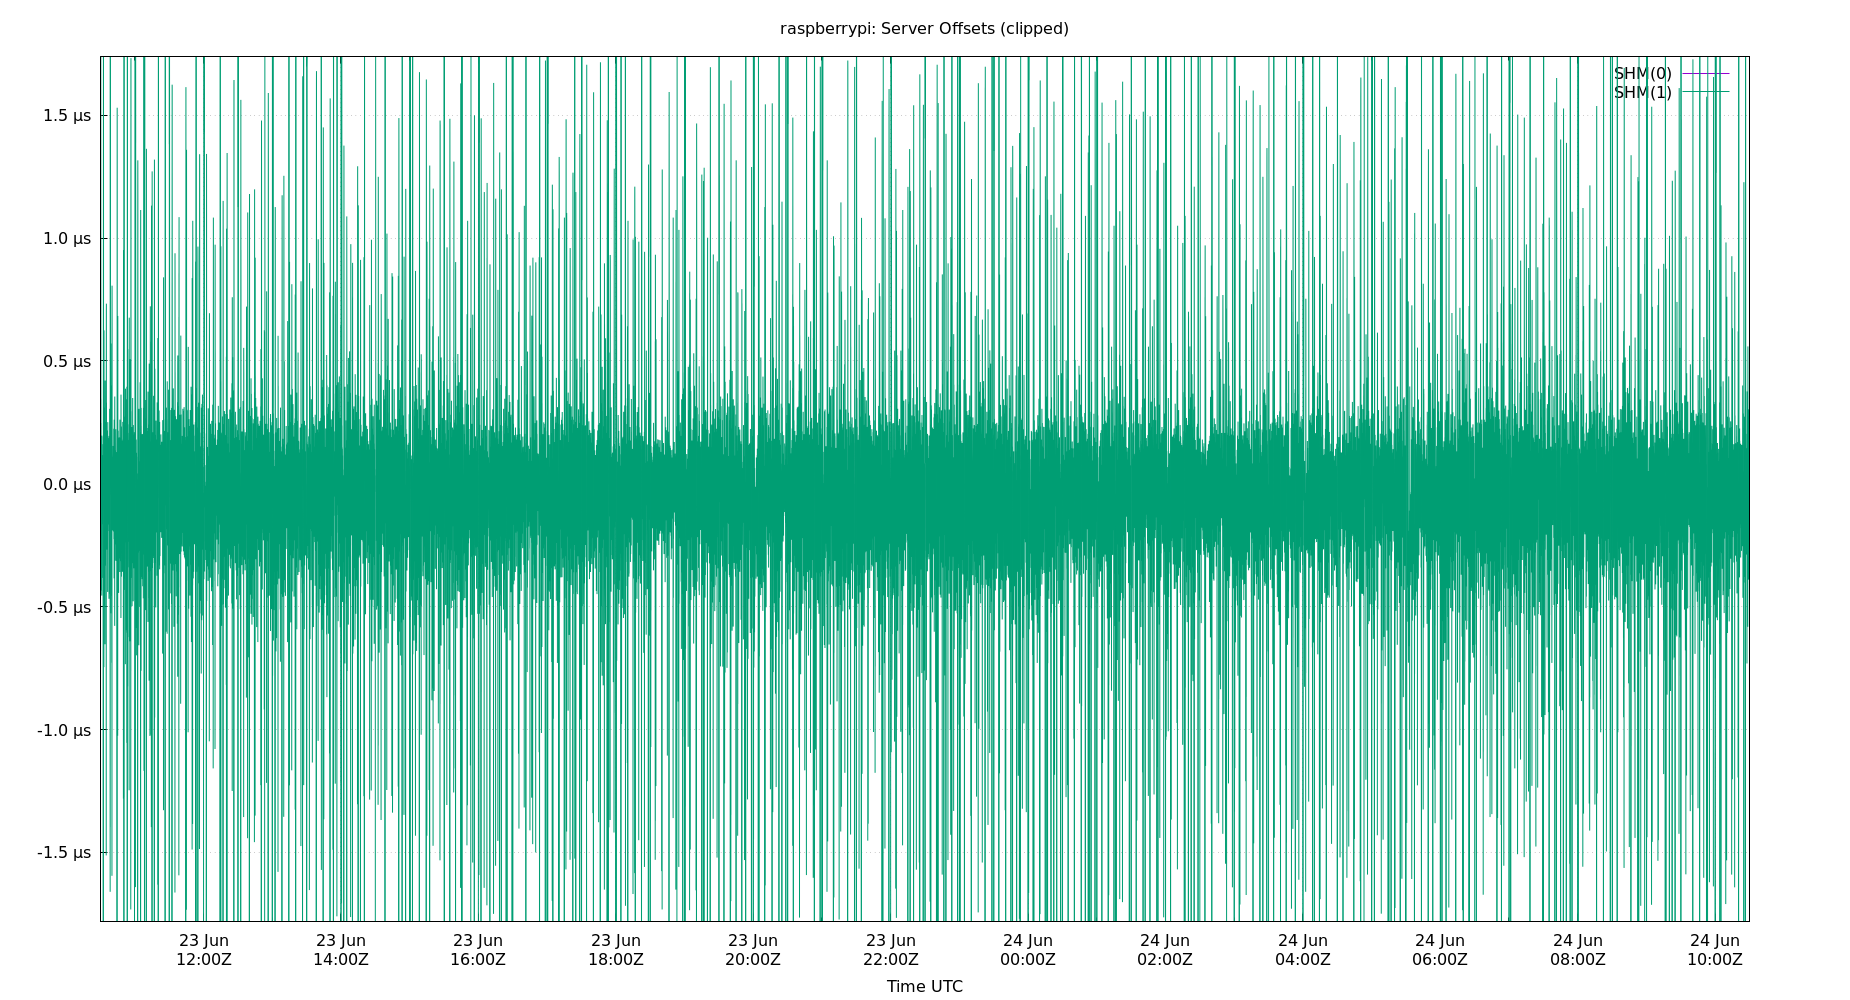 raspberrypi: Server Offsets (clipped)
SHM(0)
SHM(1)
1.5 µs
1.0 µs
0.5 µs
0.0 µs
-0.5 µs
-1.0 µs
-1.5 µs
23 Jun 23 Jun 23 Jun 23 Jun 23 Jun 23 Jun 24 Jun 24 Jun 24 Jun 24 Jun 24 Jun 24 Jun
12:00Z 14:00Z 16:00Z 18:00Z 20:00Z 22:00Z 00:00Z 02:00Z 04:00Z 06:00Z 08:00Z 10:00Z
Time UTC